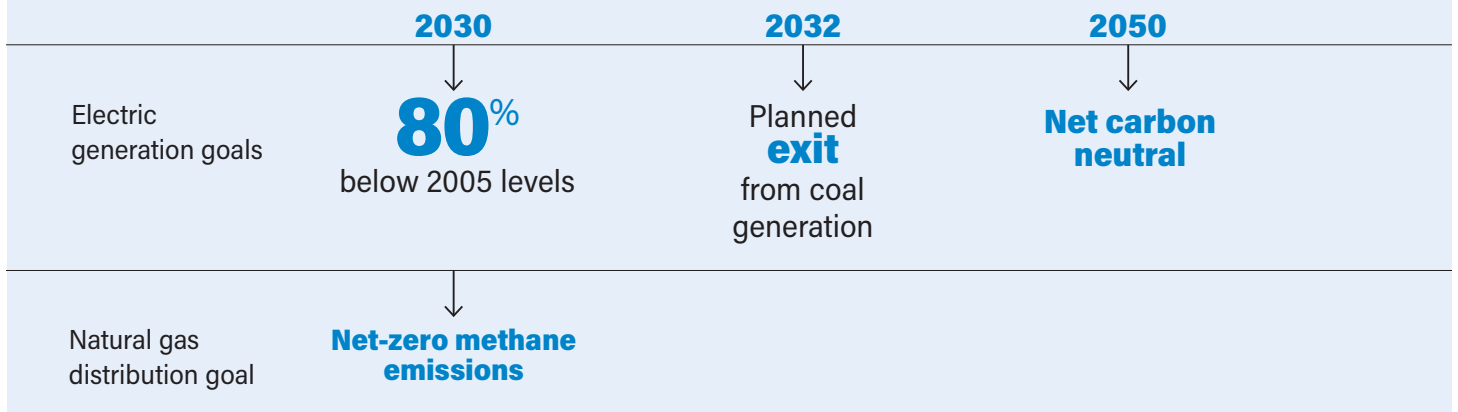 2030
2032
2050
Electric
generation goals
80%
below 2005 levels
Planned
exit
from coal
generation
Net carbon
neutral
Natural gas
distribution goal
Net-zero methane
emissions